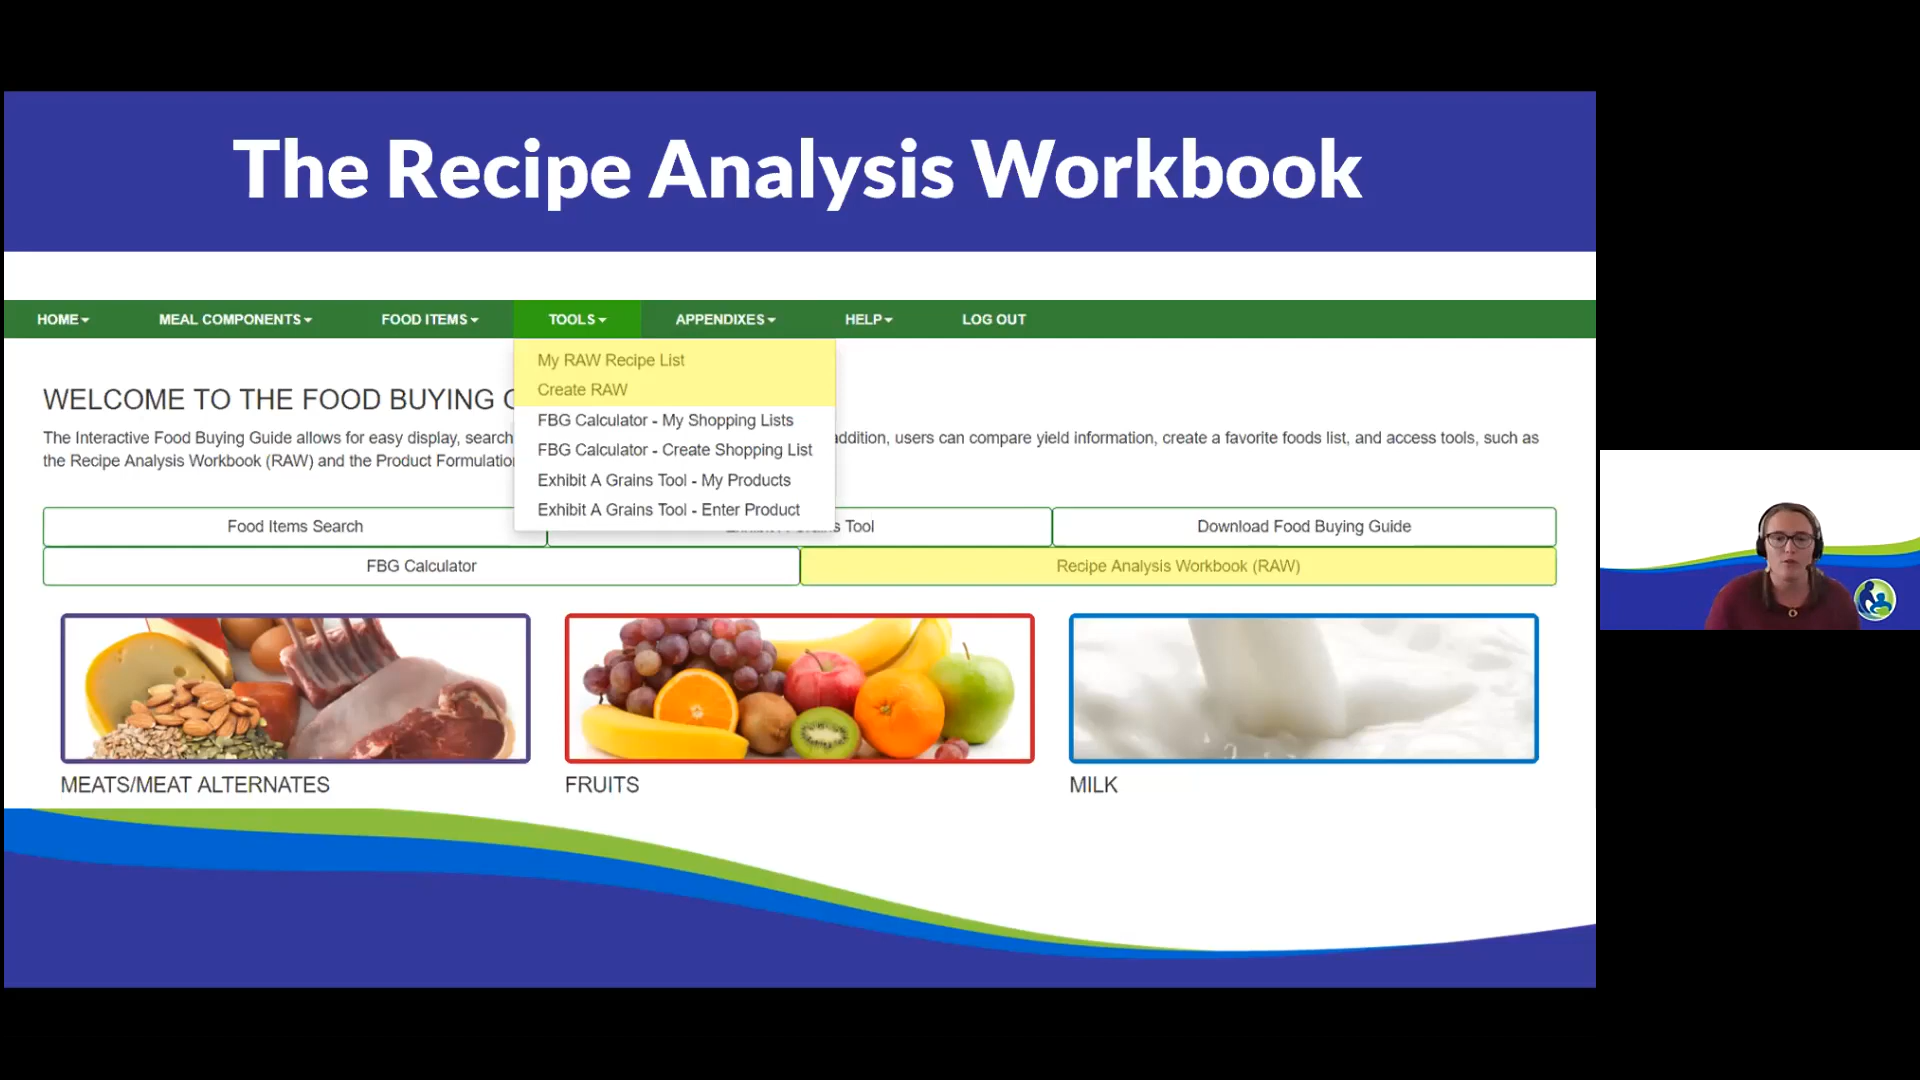 The Recipe Analysis Workbook
HOME MEAL COMPONENTS FOOD ITEMS TOOLS APPENDIXES HELP LOG OUT
My RAW Recipe List
Create RAW
FBG Calculator - My Shopping Lists
FBG Calculator - Create Shopping List
Exhibit A Grains Tool - My Products
Exhibit A Grains Tool - Enter Product
WELCOME TO THE FOOD BUYING
The Interactive Food Buying Guide allows for easy display, search addition, users can compare yield information, create a favorite foods list, and access tools, such as
the Recipe Analysis Workbook (RAW) and the Product Formulation
Food Items Search Tool Download Food Buying Guide
FBG Calculator Recipe Analysis Workbook (RAW)
MEATS/MEAT ALTERNATES FRUITS MILK